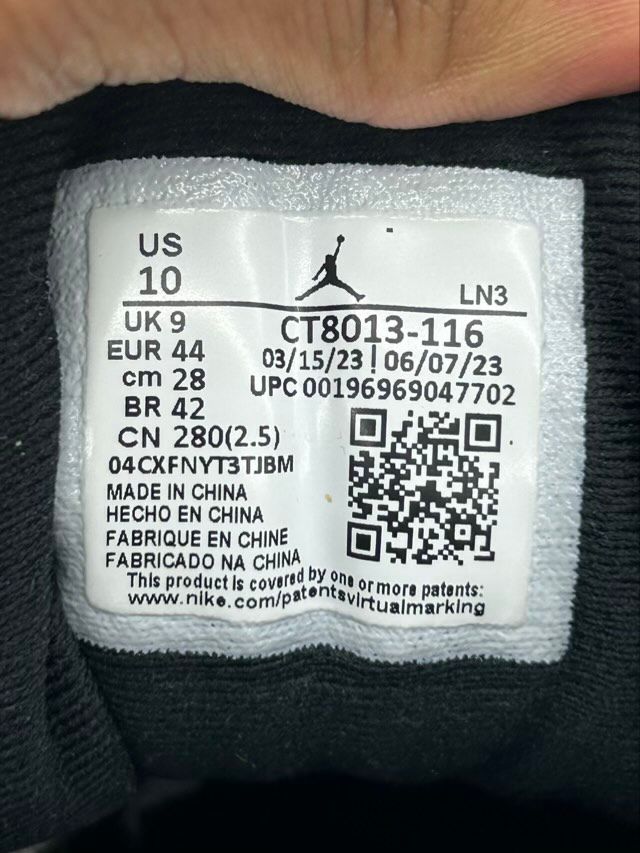 US
10
LN3
UK 9
CT8013-116
EUR 44
03/15/23 | 06/07/23
cm 28
UPC 00196969047702
BR 42
CN 280(2.5)
04CXFNYT3TJBM
MADE IN CHINA
HECHO EN CHINA
FABRIQUE EN CHINE
FABRICADO NA CHINA
This product is covered by one or more patents:
www.nike.com/patentsvirtualmarking